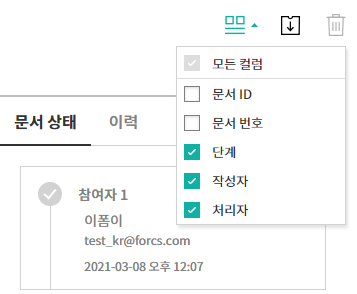 모든 컬럼
문서 ID
문서 번호
단계
작성자
처리자
문서 상태
이력
참여자 1
이폼이
test_kr@forcs.com
2021-03-08 오후 12:07